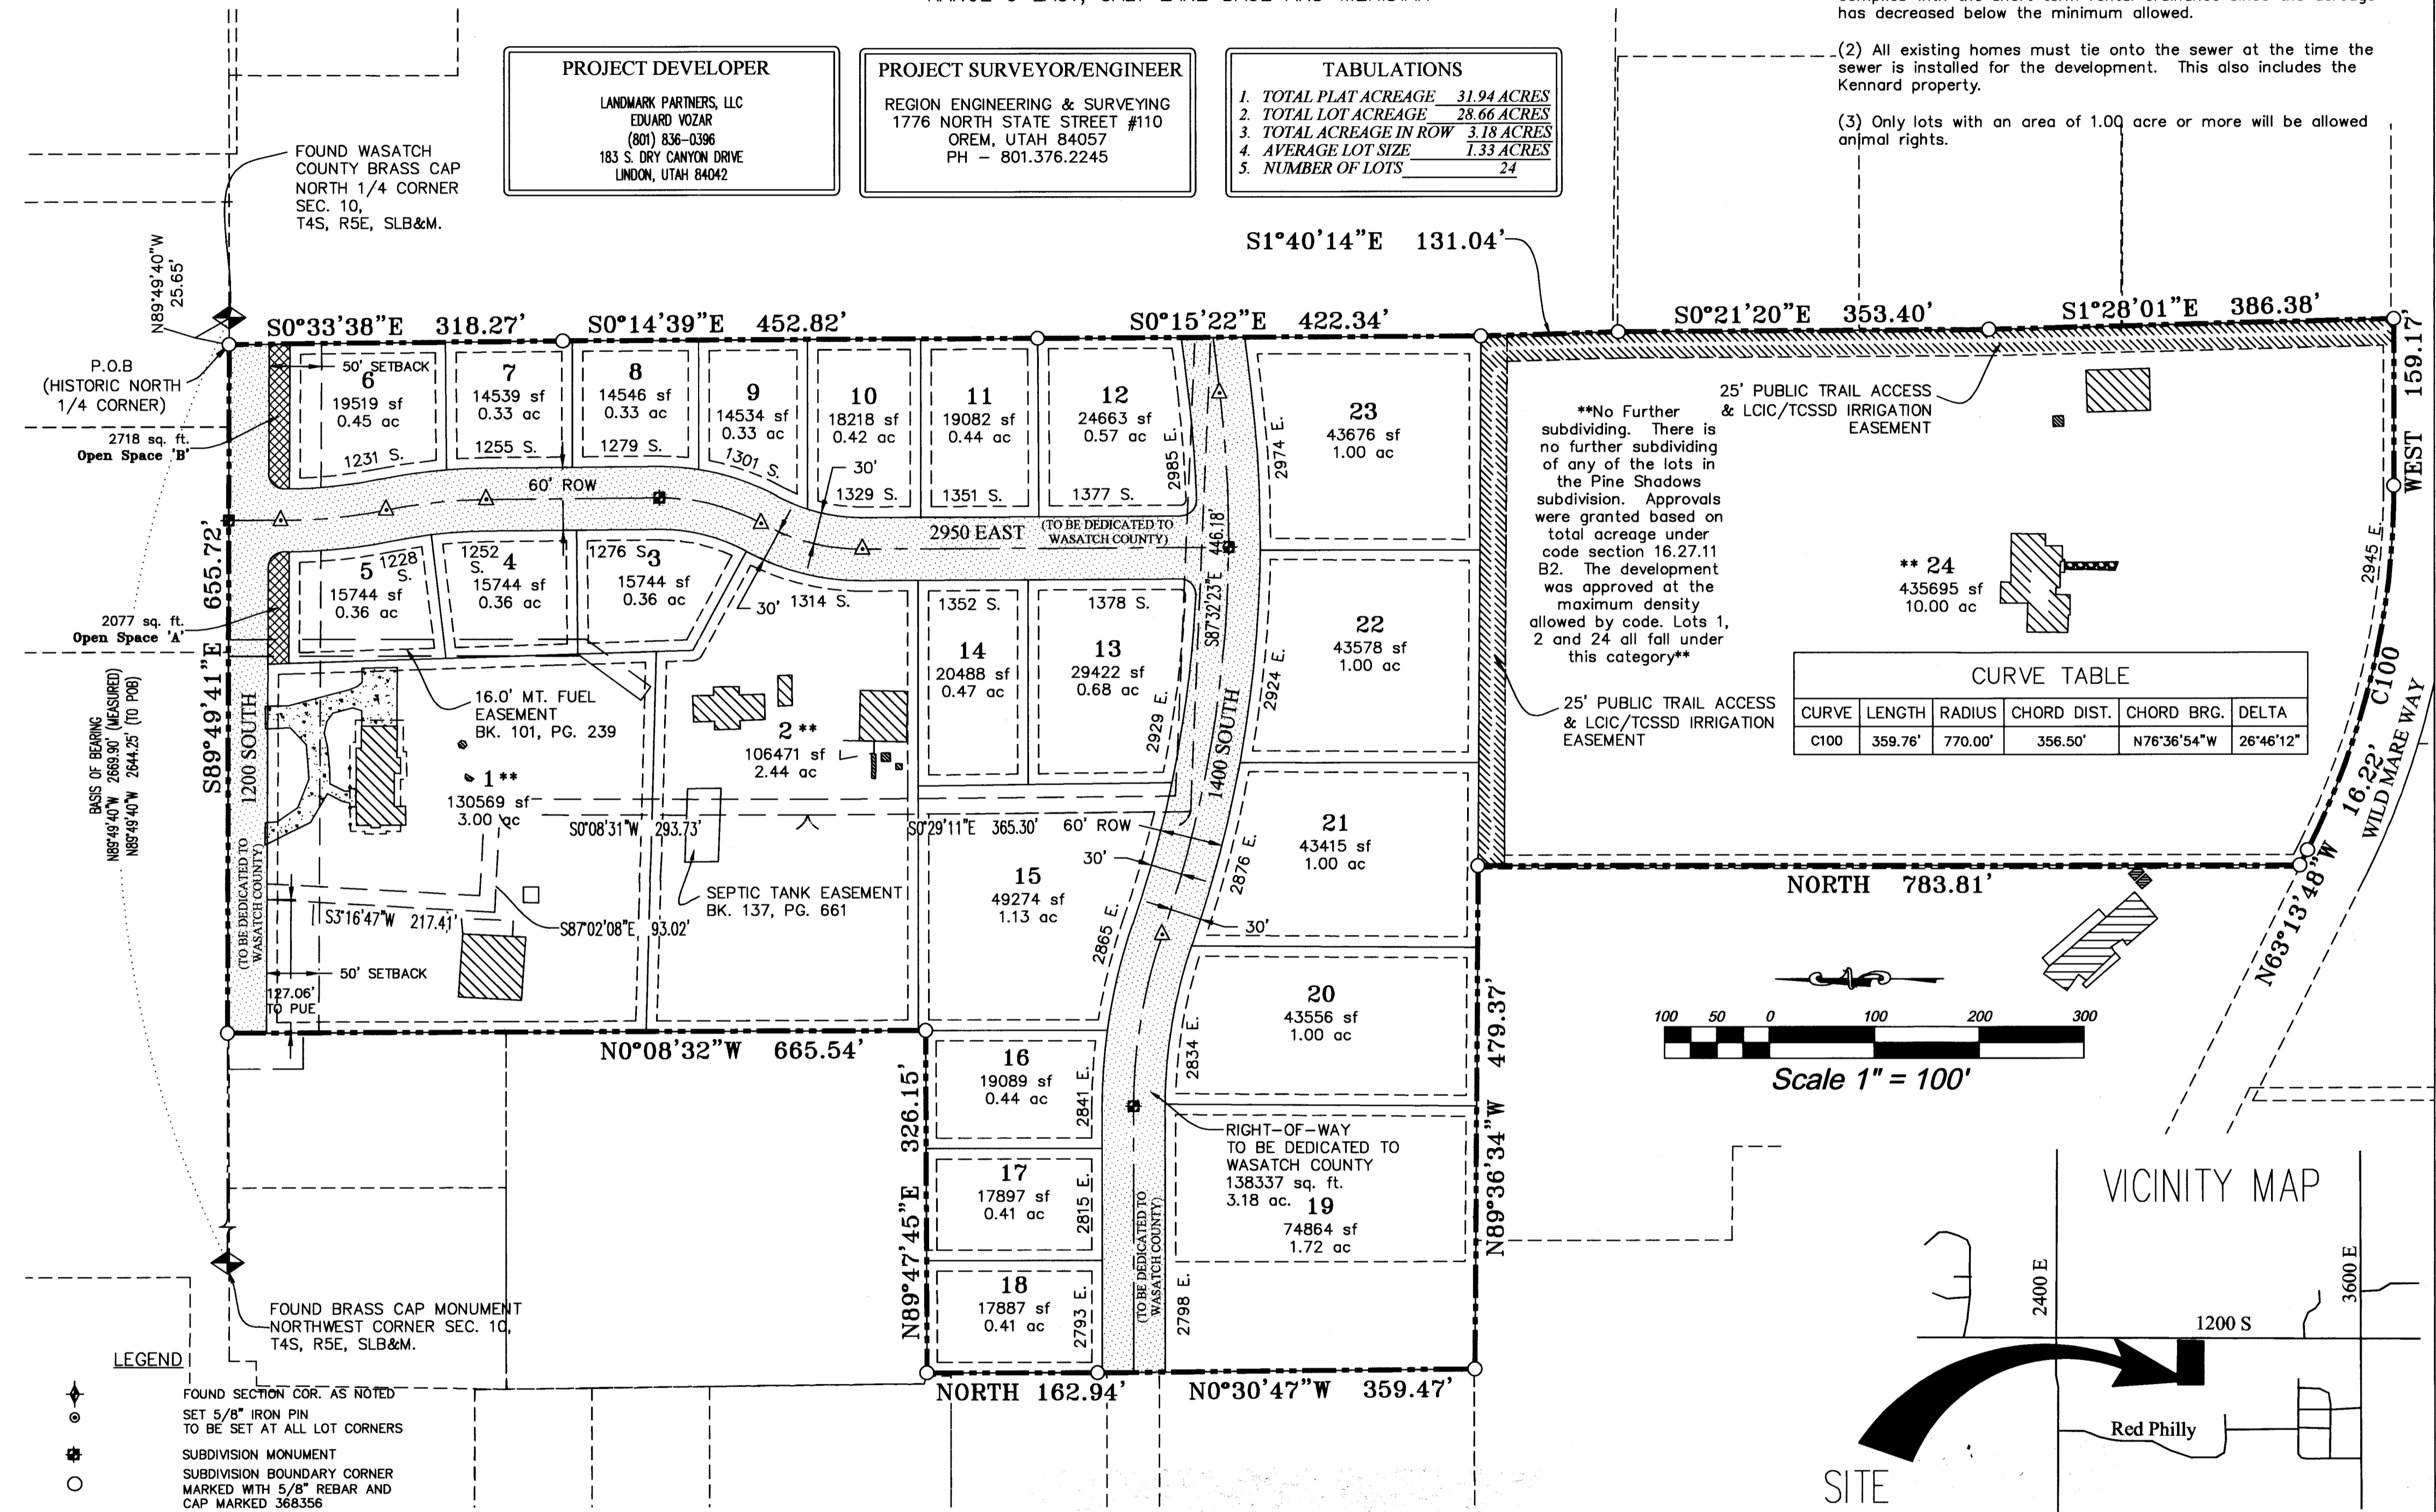 has decreased below the minimum allowed.
(2) All existing homes must tie onto the sewer at the time the
sewer is installed for the development. This also includes the
Kennard property.
(3) Only lots with an area of 1.00 acre or more will be allowed
animal rights.
PROJECT DEVELOPER
LANDMARK PARTNERS, LLC
EDUARD VOZAR
(801) 836-0396
183 S. DRY CANYON DRIVE
LINDON, UTAH 84042
PROJECT SURVEYOR/ENGINEER
REGION ENGINEERING & SURVEYING
1776 NORTH STATE STREET #110
OREM, UTAH 84057
PH - 801.376.2245
TABULATIONS
1. TOTAL PLAT ACREAGE 31.94 ACRES
2. TOTAL LOT ACREAGE 28.66 ACRES
3. TOTAL ACREAGE IN ROW 3.18 ACRES
4. AVERAGE LOT SIZE 1.33 ACRES
5. NUMBER OF LOTS 24
FOUND WASATCH
COUNTY BRASS CAP
NORTH 1/4 CORNER
SEC. 10,
T4S, R5E, SLB&M.
N89°49'40"W
25.65'
P.O.B
(HISTORIC NORTH
1/4 CORNER)
S0°33'38"E 318.27'
S0°14'39"E 452.82'
S0°15'22"E 422.34'
S1°40'14"E 131.04'
S0°21'20"E 353.40'
S1°28'01"E 386.38'
WEST 159.17'
2718 sq. ft.
Open Space 'B'
2077 sq. ft.
Open Space 'A'
S89°49'41"E 655.72'
BASIS OF BEARING
N89°49'40"W 2669.90' (MEASURED)
N89°49'40"W 2644.25' (TO POB)
1200 SOUTH
(TO BE DEDICATED TO
WASATCH COUNTY)
50' SETBACK
6
19519 sf
0.45 ac
1231 S.
7
14539 sf
0.33 ac
1255 S.
8
14546 sf
0.33 ac
1279 S.
9
14534 sf
0.33 ac
1301 S.
10
18218 sf
0.42 ac
1329 S.
30'
11
19082 sf
0.44 ac
1351 S.
12
24663 sf
0.57 ac
1377 S.
2985 E.
60' ROW
2950 EAST
(TO BE DEDICATED TO
WASATCH COUNTY)
446.18'
S87°32'23"E
5
1228
S.
15744 sf
0.36 ac
4
1252
S.
15744 sf
0.36 ac
3
1276 S.
15744 sf
0.36 ac
30'
1314 S.
16.0' MT. FUEL
EASEMENT
BK. 101, PG. 239
1**
130569 sf
3.00 ac
2**
106471 sf
2.44 ac
S0°08'31"W 293.73'
SEPTIC TANK EASEMENT
BK. 137, PG. 661
S3°16'47"W 217.41'
S87°02'08"E 93.02'
50' SETBACK
127.06'
TO PUE
14
20488 sf
0.47 ac
1352 S.
13
29422 sf
0.68 ac
1378 S.
2929 E.
1400 SOUTH
S0°29'11"E 365.30'
60' ROW
30'
30'
15
49274 sf
1.13 ac
2865 E.
23
43676 sf
1.00 ac
2974 E.
22
43578 sf
1.00 ac
2924 E.
21
43415 sf
1.00 ac
2876 E.
20
43556 sf
1.00 ac
2834 E.
RIGHT-OF-WAY
TO BE DEDICATED TO
WASATCH COUNTY
138337 sq. ft.
3.18 ac.
19
74864 sf
1.72 ac
2798 E.
16
19089 sf
0.44 ac
2841 E.
17
17897 sf
0.41 ac
2815 E.
18
17887 sf
0.41 ac
2793 E.
(TO BE DEDICATED TO
WASATCH COUNTY)
N0°08'32"W 665.54'
N89°47'45"E 326.15'
NORTH 162.94'
N0°30'47"W 359.47'
N89°36'34"W 479.37'
NORTH 783.81'
**No Further
subdividing. There is
no further subdividing
of any of the lots in
the Pine Shadows
subdivision. Approvals
were granted based on
total acreage under
code section 16.27.11
B2. The development
was approved at the
maximum density
allowed by code. Lots 1,
2 and 24 all fall under
this category**
25' PUBLIC TRAIL ACCESS
& LCIC/TCSSD IRRIGATION
EASEMENT
25' PUBLIC TRAIL ACCESS
& LCIC/TCSSD IRRIGATION
EASEMENT
** 24
435695 sf
10.00 ac
2945 E.
CURVE TABLE
CURVE LENGTH RADIUS CHORD DIST. CHORD BRG. DELTA
C100 359.76' 770.00' 356.50' N76°36'54"W 26°46'12"
C100
16.22'
N63°13'48"W
WILD MARE WAY
100 50 0 100 200 300
Scale 1" = 100'
VICINITY MAP
2400 E
3600 E
1200 S
Red Philly
SITE
FOUND BRASS CAP MONUMENT
NORTHWEST CORNER SEC. 10,
T4S, R5E, SLB&M.
LEGEND
FOUND SECTION COR. AS NOTED
SET 5/8" IRON PIN
TO BE SET AT ALL LOT CORNERS
SUBDIVISION MONUMENT
SUBDIVISION BOUNDARY CORNER
MARKED WITH 5/8" REBAR AND
CAP MARKED 368356